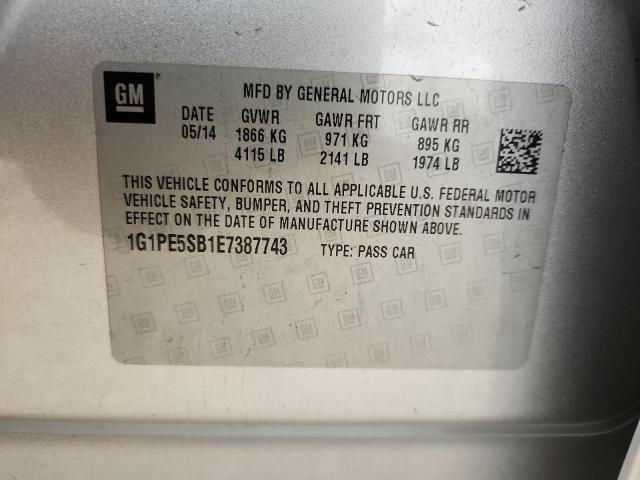 GM
MFD BY GENERAL MOTORS LLC
DATE GVWR GAWR FRT GAWR RR
05/14 1866 KG 971 KG 895 KG
4115 LB 2141 LB 1974 LB
THIS VEHICLE CONFORMS TO ALL APPLICABLE U.S. FEDERAL MOTOR
VEHICLE SAFETY, BUMPER, AND THEFT PREVENTION STANDARDS IN
EFFECT ON THE DATE OF MANUFACTURE SHOWN ABOVE.
1G1PE5SB1E7387743 TYPE: PASS CAR